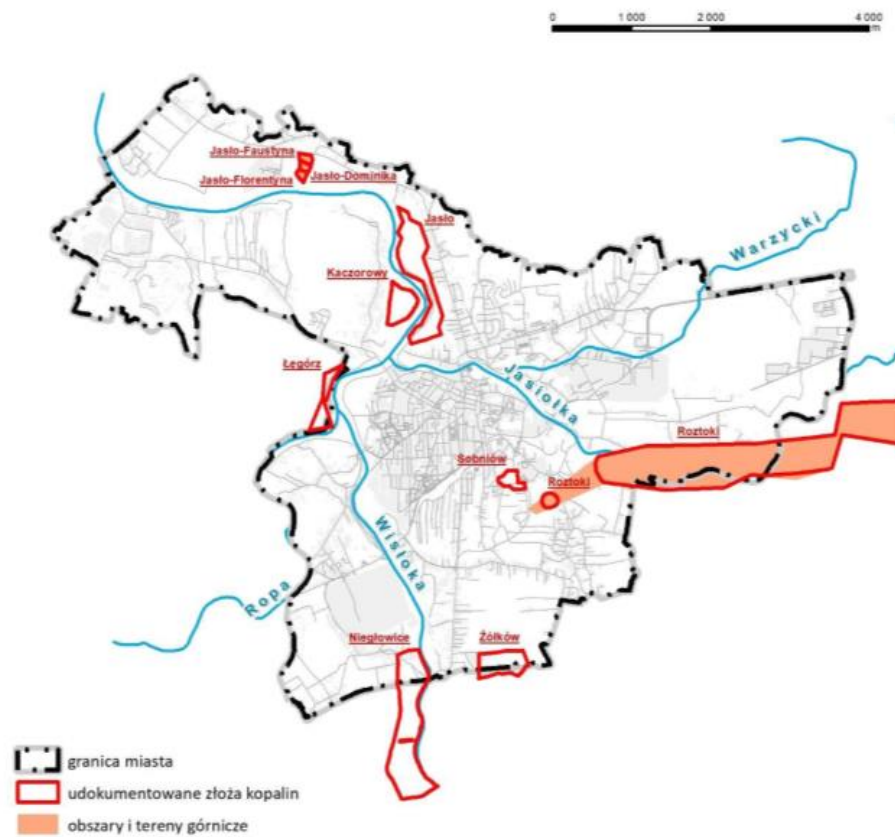 0 1 000 2 000 4 000
m
Jasło-Faustyna
Jasło-Florentyna
Jasło-Dominika
Jasło
Warzycki
Kaczorowy
Łęgórz
Jasiołka
Roztoki
Sobniów
Roztoki
Wisłoka
Ropa
Niegłowice
Żółków
granica miasta
udokumentowane złoża kopalin
obszary i tereny górnicze